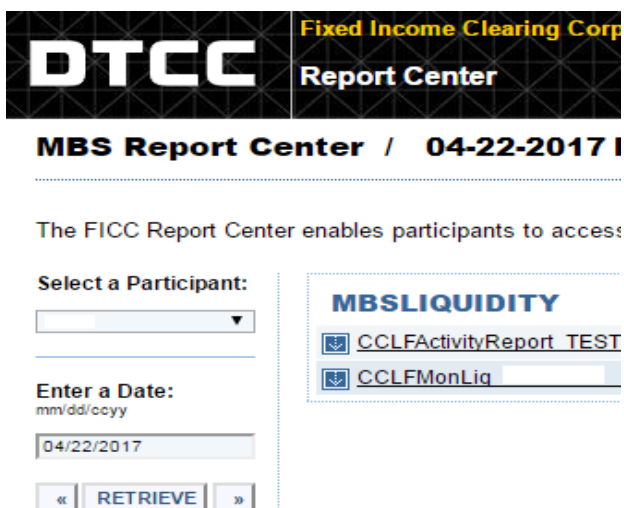 DTCC
Fixed Income Clearing Corp
Report Center
MBS Report Center / 04-22-2017
The FICC Report Center enables participants to access
Select a Participant:
MBSLIQUIDITY
CCLFActivityReport_TEST
CCLFMonLiq
Enter a Date:
mm/dd/ccyy
04/22/2017
« RETRIEVE »